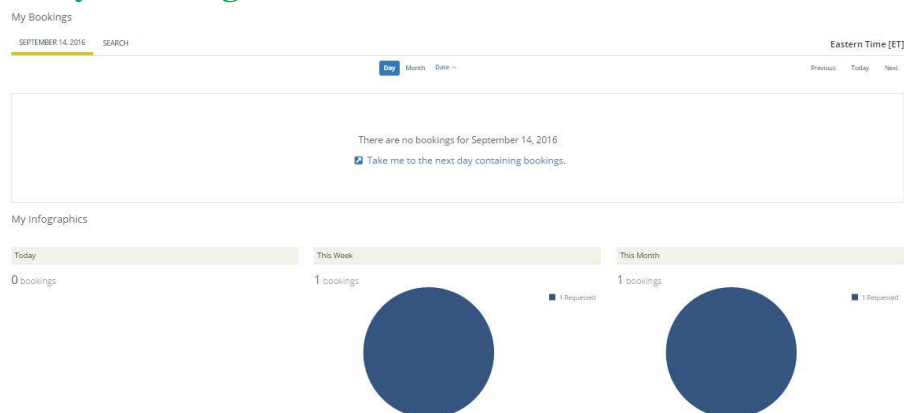 My Bookings
SEPTEMBER 14, 2016 SEARCH
Eastern Time [ET]
Day Month Date
Previous Today Next
There are no bookings for September 14, 2016
Take me to the next day containing bookings.
My Infographics
Today This Week This Month
0 bookings 1 bookings 1 bookings
1 Requested 1 Requested